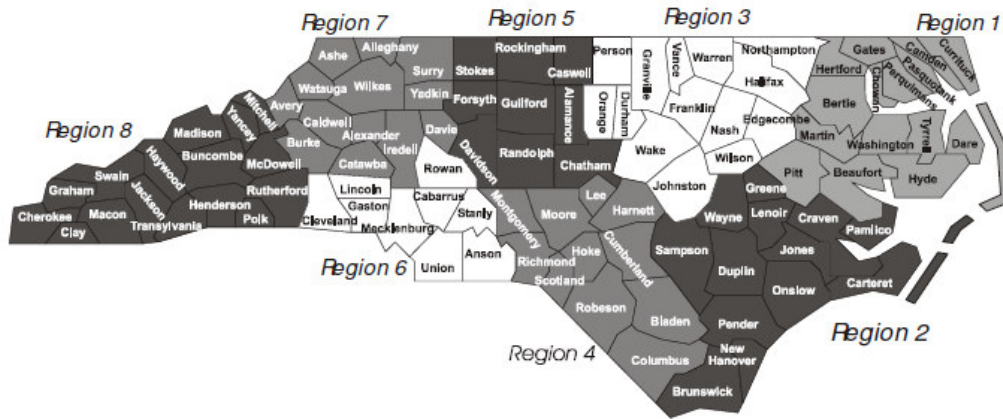 Region 7
Region 5
Region 3
Region 1
Ashe
Alleghany
Surry
Stokes
Rockingham
Caswell
Person
Granville
Vance
Warren
Northampton
Halifax
Gates
Hertford
Camden
Currituck
Pasquotank
Perquimans
Chowan
Watauga
Wilkes
Yadkin
Forsyth
Guilford
Alamance
Orange
Durham
Franklin
Nash
Edgecombe
Bertie
Region 8
Mitchell
Avery
Yancey
Caldwell
Alexander
Iredell
Davie
Davidson
Randolph
Chatham
Wake
Wilson
Martin
Washington
Tyrrell
Dare
Madison
Buncombe
McDowell
Burke
Catawba
Rowan
Johnston
Greene
Pitt
Beaufort
Hyde
Swain
Haywood
Rutherford
Lincoln
Cabarrus
Montgomery
Moore
Lee
Harnett
Wayne
Lenoir
Craven
Pamlico
Graham
Jackson
Henderson
Polk
Cleveland
Gaston
Mecklenburg
Stanly
Cherokee
Macon
Clay
Transylvania
Region 6
Union
Anson
Richmond
Scotland
Hoke
Cumberland
Sampson
Duplin
Jones
Onslow
Carteret
Robeson
Bladen
Pender
Region 2
Region 4
Columbus
New
Hanover
Brunswick